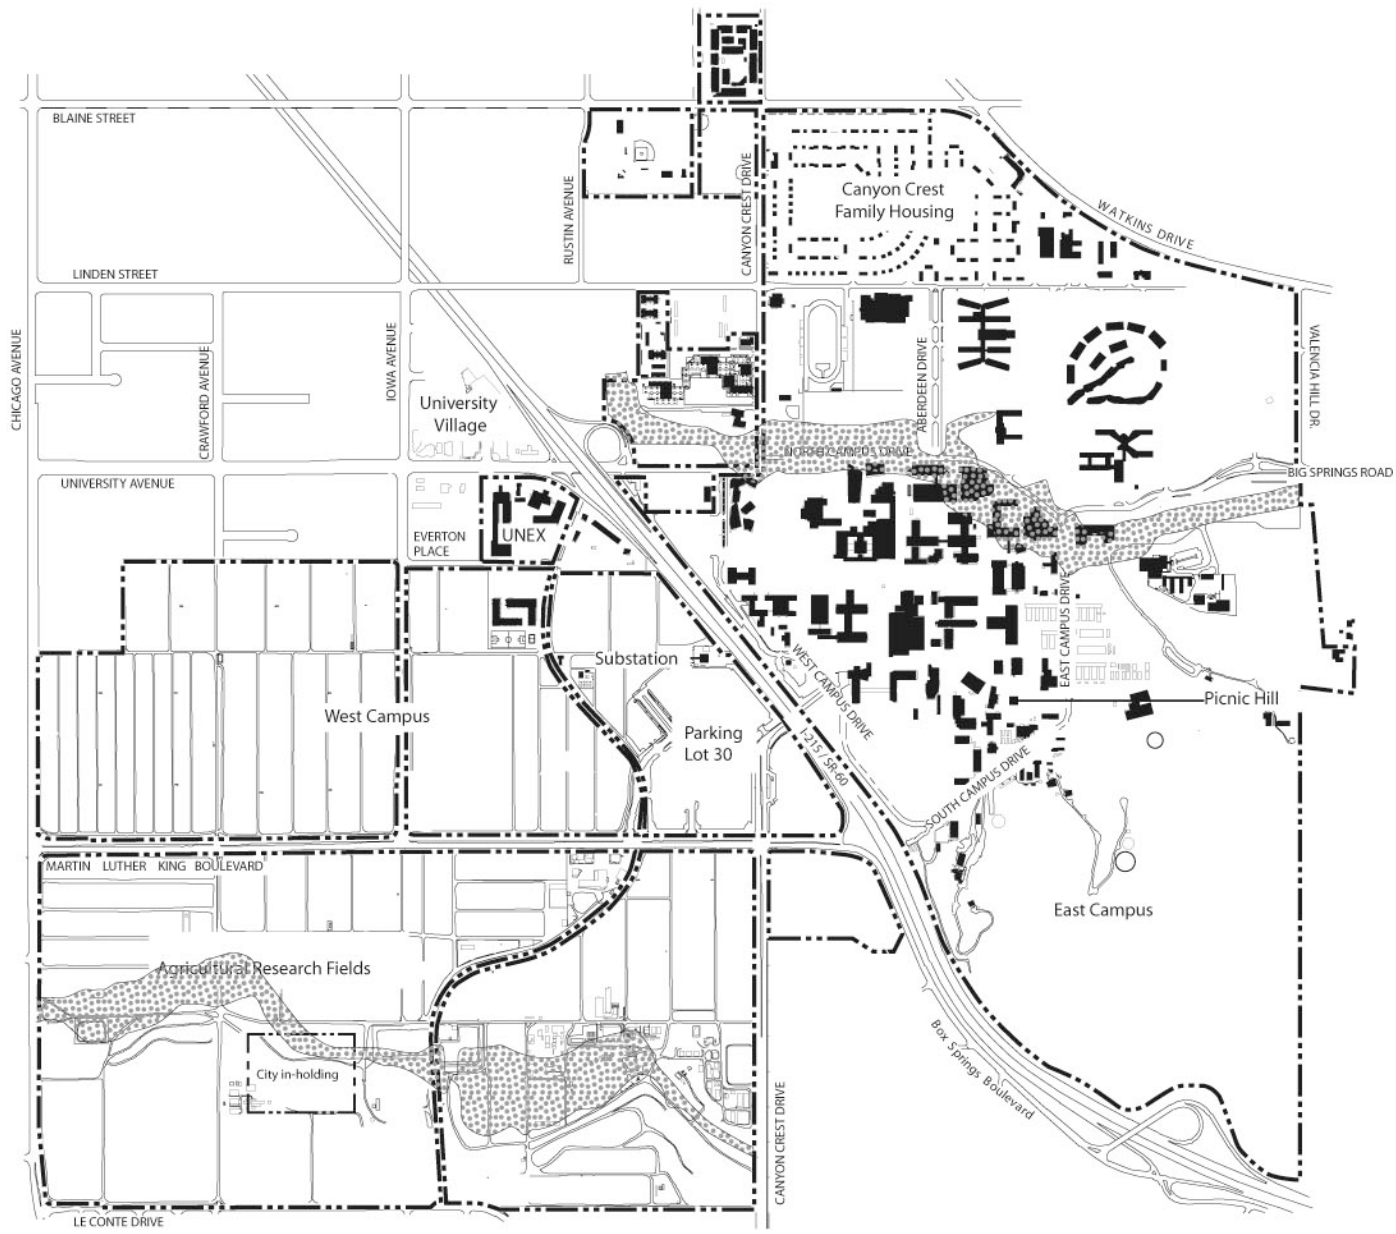 BLAINE STREET
CANYON CREST DRIVE
RUSTIN AVENUE
Canyon Crest
Family Housing
WATKINS DRIVE
LINDEN STREET
CHICAGO AVENUE
CRAWFORD AVENUE
IOWA AVENUE
University
Village
ABERDEEN DRIVE
VALENCIA HILL DR.
NORTH CAMPUS DRIVE
BIG SPRINGS ROAD
UNIVERSITY AVENUE
EVERTON
PLACE
UNEX
EAST CAMPUS DRIVE
Substation
WEST CAMPUS DRIVE
Picnic Hill
West Campus
Parking
Lot 30
I-215 / SR-60
SOUTH CAMPUS DRIVE
MARTIN LUTHER KING BOULEVARD
East Campus
Agricultural Research Fields
City in-holding
Box Springs Boulevard
CANYON CREST DRIVE
LE CONTE DRIVE